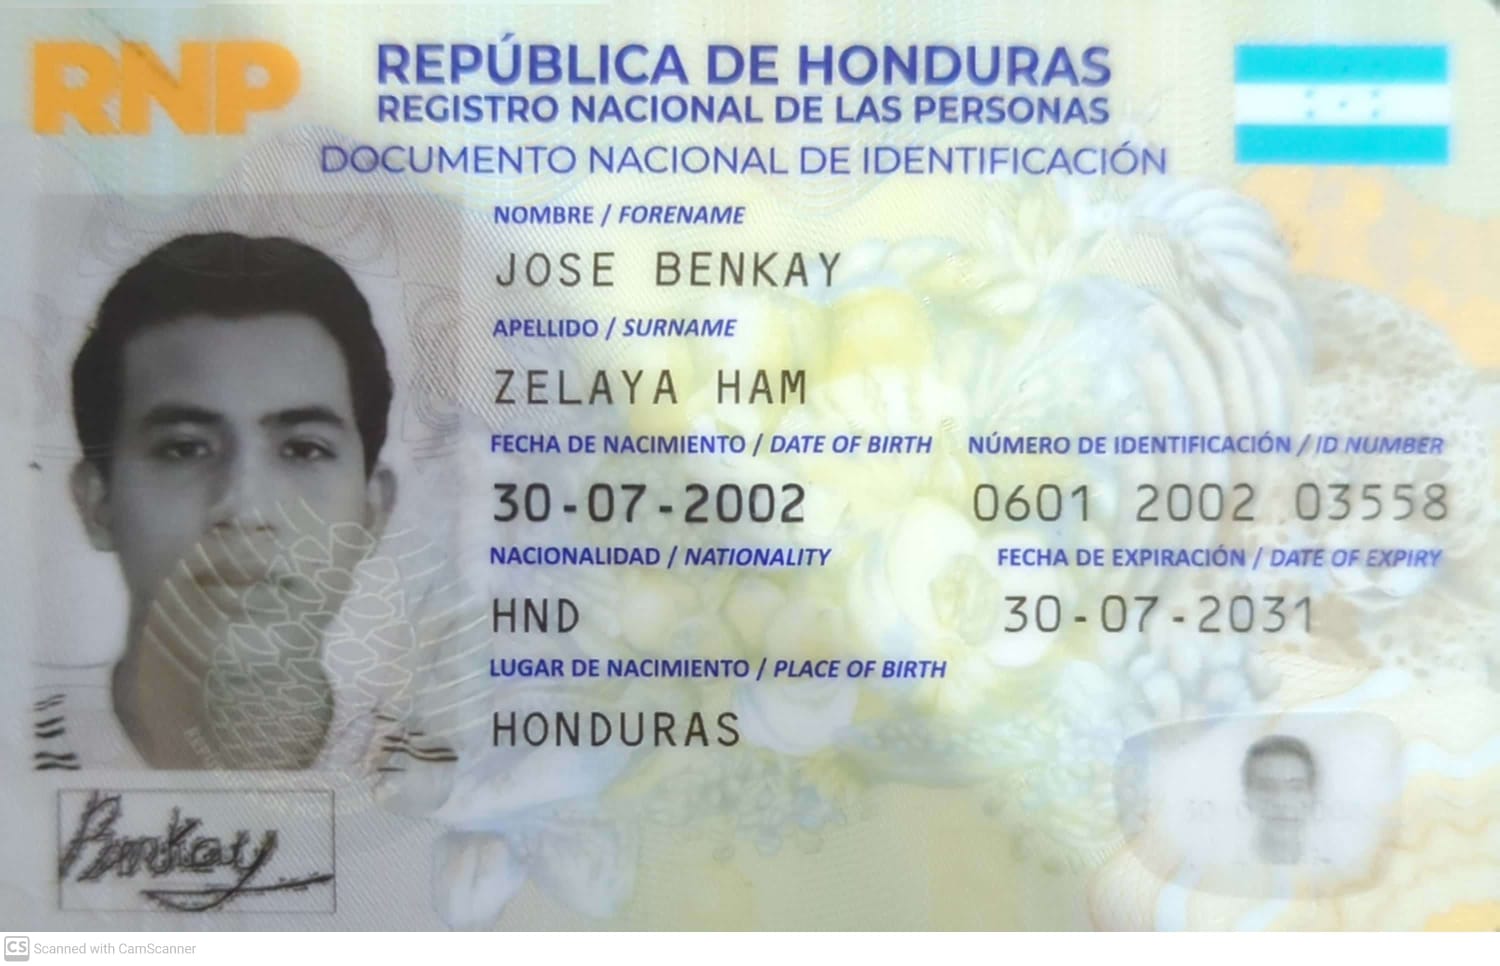 RNP
REPÚBLICA DE HONDURAS
REGISTRO NACIONAL DE LAS PERSONAS
DOCUMENTO NACIONAL DE IDENTIFICACIÓN
NOMBRE / FORENAME
JOSE BENKAY
APELLIDO / SURNAME
ZELAYA HAM
FECHA DE NACIMIENTO / DATE OF BIRTH
30-07-2002
NÚMERO DE IDENTIFICACIÓN / ID NUMBER
0601 2002 03558
NACIONALIDAD / NATIONALITY
HND
FECHA DE EXPIRACIÓN / DATE OF EXPIRY
30-07-2031
LUGAR DE NACIMIENTO / PLACE OF BIRTH
HONDURAS
Benkay
CS Scanned with CamScanner